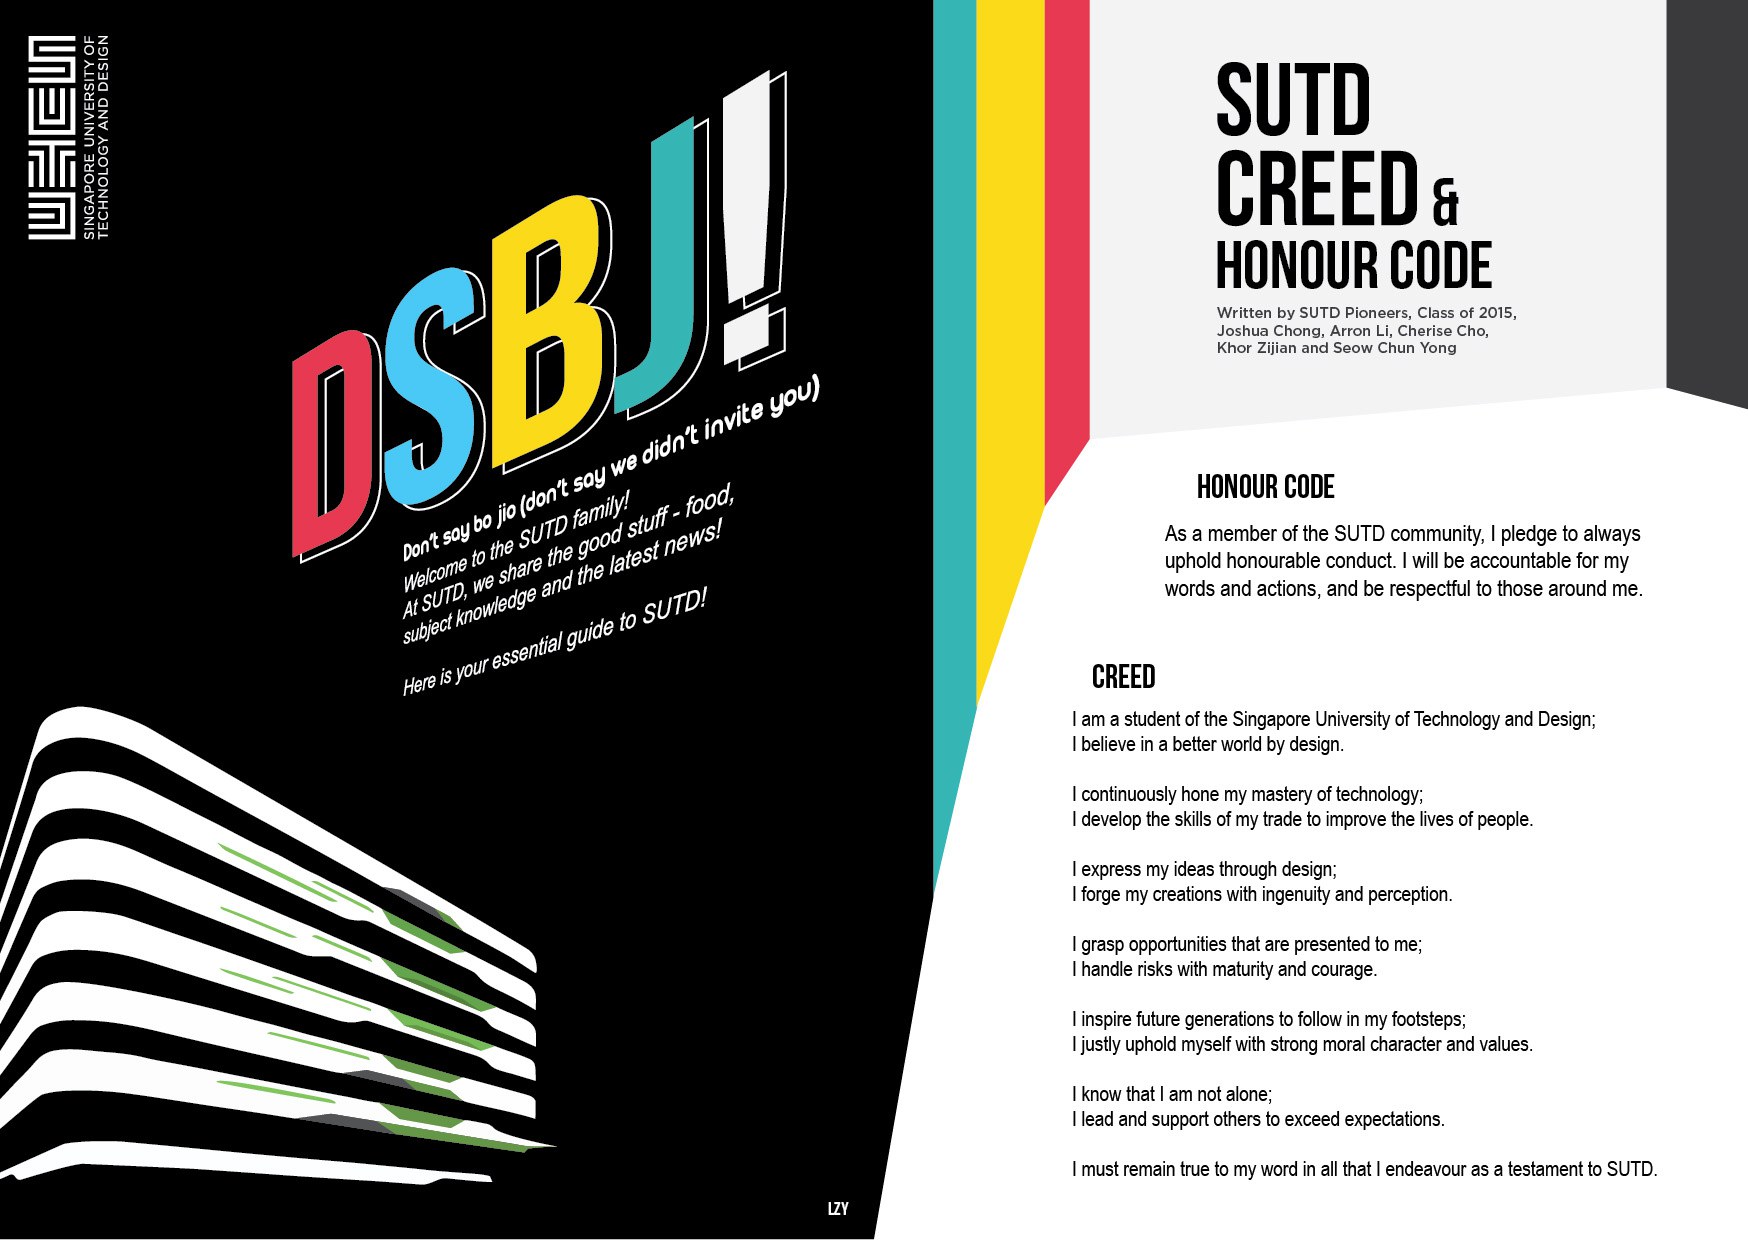 SUTD
SINGAPORE UNIVERSITY OF
TECHNOLOGY AND DESIGN
DSBJ!
Don't say bo jio (don't say we didn't invite you)
Welcome to the SUTD family!
At SUTD, we share the good stuff - food,
subject knowledge and the latest news!
Here is your essential guide to SUTD!
LZY
SUTD
CREED &
HONOUR CODE
Written by SUTD Pioneers, Class of 2015,
Joshua Chong, Arron Li, Cherise Cho,
Khor Zijian and Seow Chun Yong
HONOUR CODE
As a member of the SUTD community, I pledge to always
uphold honourable conduct. I will be accountable for my
words and actions, and be respectful to those around me.
CREED
I am a student of the Singapore University of Technology and Design;
I believe in a better world by design.
I continuously hone my mastery of technology;
I develop the skills of my trade to improve the lives of people.
I express my ideas through design;
I forge my creations with ingenuity and perception.
I grasp opportunities that are presented to me;
I handle risks with maturity and courage.
I inspire future generations to follow in my footsteps;
I justly uphold myself with strong moral character and values.
I know that I am not alone;
I lead and support others to exceed expectations.
I must remain true to my word in all that I endeavour as a testament to SUTD.